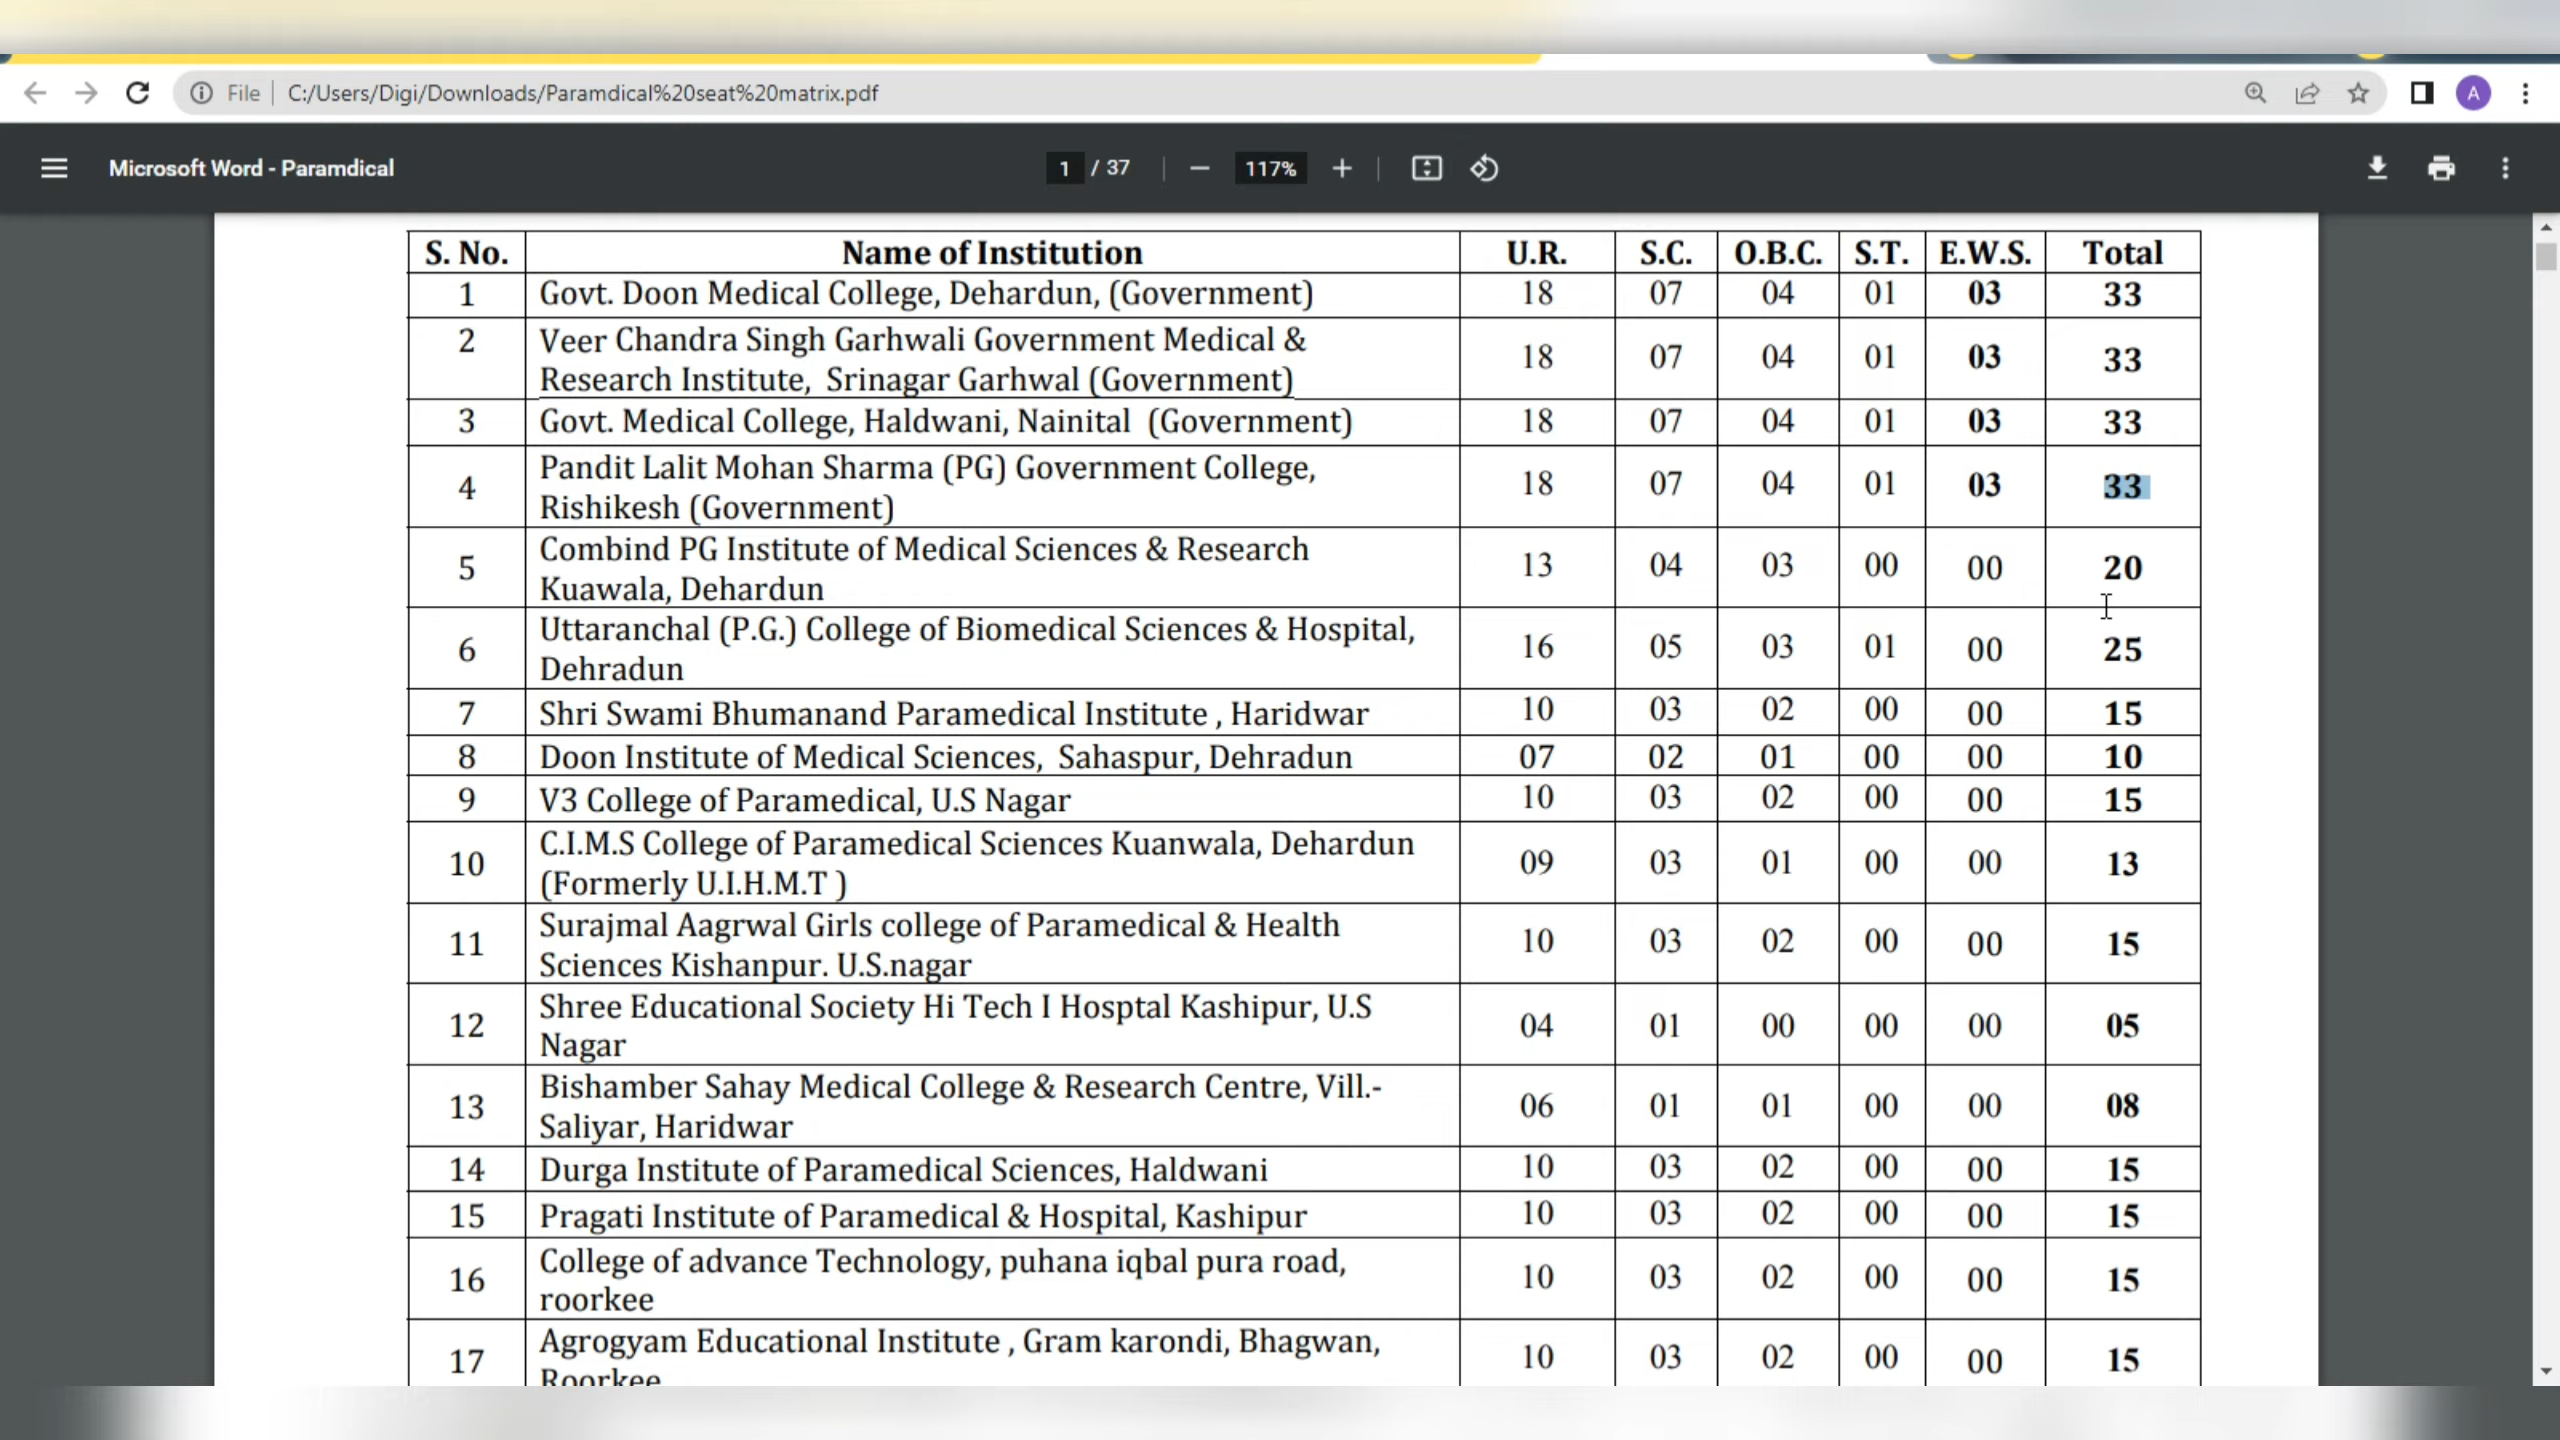 File | C:/Users/Digi/Downloads/Paramdical%20seat%20matrix.pdf
A
Microsoft Word - Paramdical
1 / 37
117%
S. No. Name of Institution U.R. S.C. O.B.C. S.T. E.W.S. Total
1 Govt. Doon Medical College, Dehardun, (Government) 18 07 04 01 03 33
2 Veer Chandra Singh Garhwali Government Medical &
Research Institute, Srinagar Garhwal (Government) 18 07 04 01 03 33
3 Govt. Medical College, Haldwani, Nainital (Government) 18 07 04 01 03 33
4 Pandit Lalit Mohan Sharma (PG) Government College,
Rishikesh (Government) 18 07 04 01 03 33
5 Combind PG Institute of Medical Sciences & Research
Kuawala, Dehardun 13 04 03 00 00 20
6 Uttaranchal (P.G.) College of Biomedical Sciences & Hospital,
Dehradun 16 05 03 01 00 25
7 Shri Swami Bhumanand Paramedical Institute , Haridwar 10 03 02 00 00 15
8 Doon Institute of Medical Sciences, Sahaspur, Dehradun 07 02 01 00 00 10
9 V3 College of Paramedical, U.S Nagar 10 03 02 00 00 15
10 C.I.M.S College of Paramedical Sciences Kuanwala, Dehardun
(Formerly U.I.H.M.T ) 09 03 01 00 00 13
11 Surajmal Aagrwal Girls college of Paramedical & Health
Sciences Kishanpur. U.S.nagar 10 03 02 00 00 15
12 Shree Educational Society Hi Tech I Hosptal Kashipur, U.S
Nagar 04 01 00 00 00 05
13 Bishamber Sahay Medical College & Research Centre, Vill.-
Saliyar, Haridwar 06 01 01 00 00 08
14 Durga Institute of Paramedical Sciences, Haldwani 10 03 02 00 00 15
15 Pragati Institute of Paramedical & Hospital, Kashipur 10 03 02 00 00 15
16 College of advance Technology, puhana iqbal pura road,
roorkee 10 03 02 00 00 15
17 Agrogyam Educational Institute , Gram karondi, Bhagwan,
Roorkee 10 03 02 00 00 15